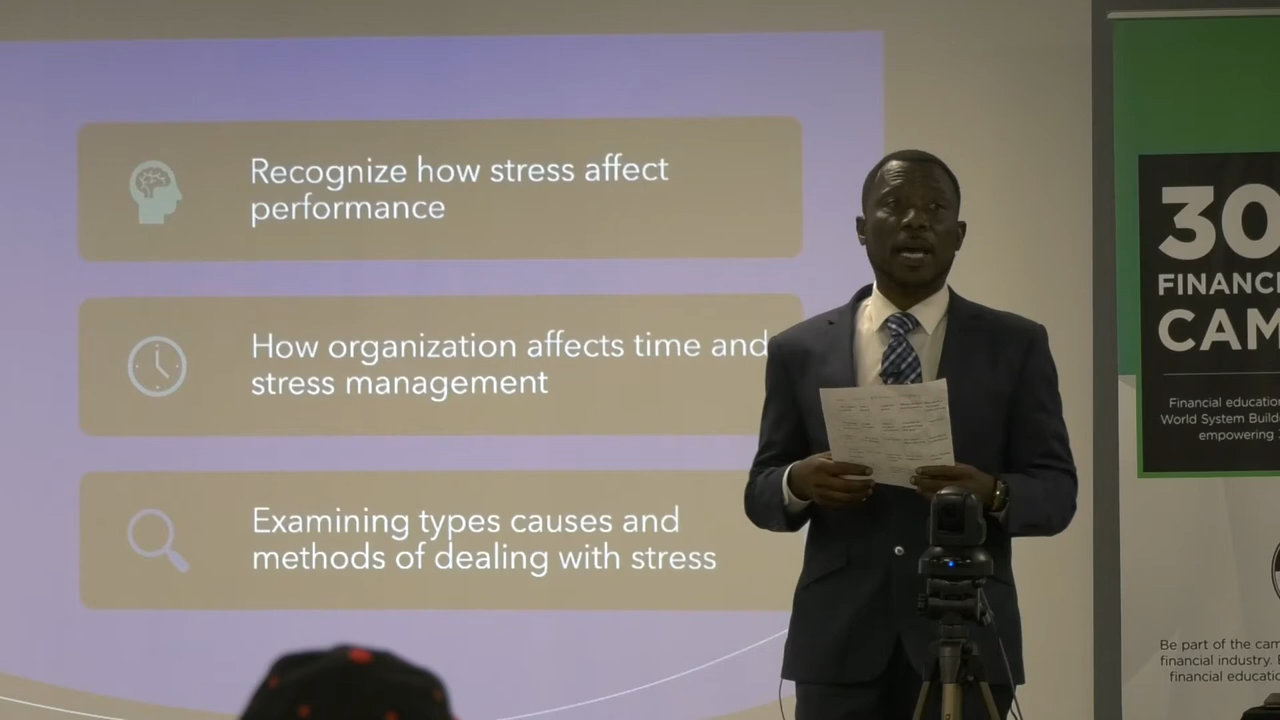 Recognize how stress affect
performance
How organization affects time and
stress management
Examining types causes and
methods of dealing with stress
30
FINANCI
CAM
Financial education
World System Build
empowering
Be part of the cam
financial industry.
financial educatio